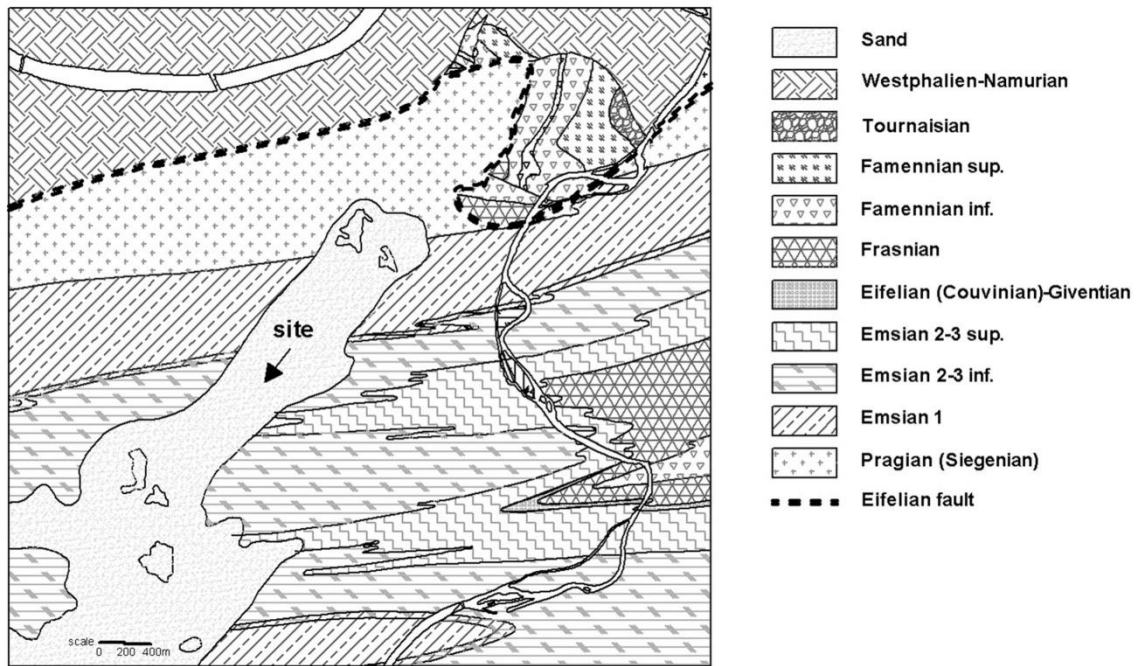 Sand
Westphalien-Namurian
Tournaisian
Famennian sup.
Famennian inf.
Frasnian
Eifelian (Couvinian)-Giventian
Emsian 2-3 sup.
Emsian 2-3 inf.
Emsian 1
Pragian (Siegenian)
Eifelian fault
site
scale
0 200 400m